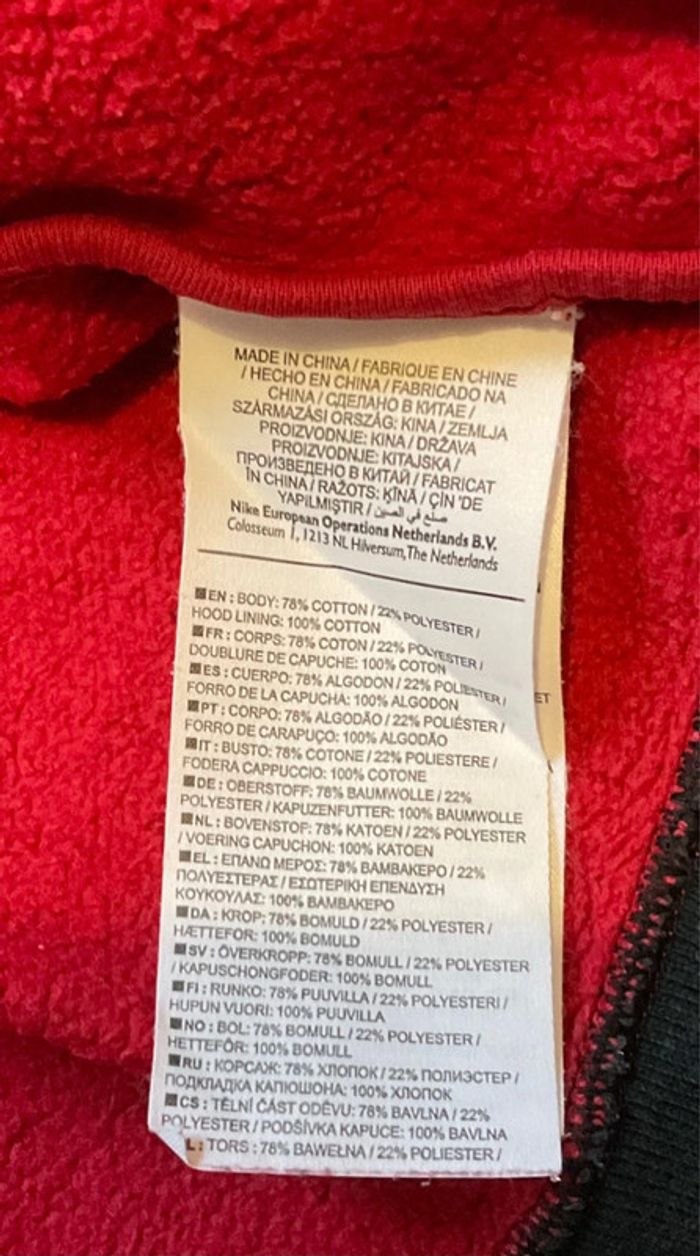 MADE IN CHINA / FABRIQUE EN CHINE
/ HECHO EN CHINA / FABRICADO NA
CHINA / СДЕЛАНО В КИТАЕ /
SZÁRMAZÁSI ORSZÁG: KINA / ZEMLJA
PROIZVODNJE: KINA / DRŽAVA
PROIZVODNJE: KITAJSKA /
ПРОИЗВЕДЕНО В КИТАЙ / FABRICAT
ÎN CHINA / RAŽOTS: ĶĪNĀ / ÇİN 'DE
YAPILMIŞTIR / صنع في الصين
Nike European Operations Netherlands B.V.
Colosseum 1, 1213 NL Hilversum, The Netherlands
EN : BODY: 78% COTTON / 22% POLYESTER /
HOOD LINING: 100% COTTON
FR : CORPS: 78% COTON / 22% POLYESTER /
DOUBLURE DE CAPUCHE: 100% COTON
ES : CUERPO: 78% ALGODON / 22% POLIESTER /
FORRO DE LA CAPUCHA: 100% ALGODON
PT : CORPO: 78% ALGODÃO / 22% POLIÉSTER /
FORRO DE CARAPUÇO: 100% ALGODÃO
IT : BUSTO: 78% COTONE / 22% POLIESTERE /
FODERA CAPPUCCIO: 100% COTONE
DE : OBERSTOFF: 78% BAUMWOLLE / 22%
POLYESTER / KAPUZENFUTTER: 100% BAUMWOLLE
NL : BOVENSTOF: 78% KATOEN / 22% POLYESTER
/ VOERING CAPUCHON: 100% KATOEN
EL : ΕΠΑΝΩ ΜΕΡΟΣ: 78% ΒΑΜΒΑΚΕΡΟ / 22%
ΠΟΛΥΕΣΤΕΡΑΣ / ΕΣΩΤΕΡΙΚΗ ΕΠΕΝΔΥΣΗ
ΚΟΥΚΟΥΛΑΣ: 100% ΒΑΜΒΑΚΕΡΟ
DA : KROP: 78% BOMULD / 22% POLYESTER /
HÆTTEFOR: 100% BOMULD
SV : ÖVERKROPP: 78% BOMULL / 22% POLYESTER
/ KAPUSCHONGFODER: 100% BOMULL
FI : RUNKO: 78% PUUVILLA / 22% POLYESTERI /
HUPUN VUORI: 100% PUUVILLA
NO : BOL: 78% BOMULL / 22% POLYESTER /
HETTEFÔR: 100% BOMULL
RU : КОРСАЖ: 78% ХЛОПОК / 22% ПОЛИЭСТЕР /
ПОДКЛАДКА КАПЮШОНА: 100% ХЛОПОК
CS : TĚLNÍ ČÁST ODĚVU: 78% BAVLNA / 22%
POLYESTER / PODŠÍVKA KAPUCE: 100% BAVLNA
L : TORS : 78% BAWEŁNA / 22% POLIESTER /
ET